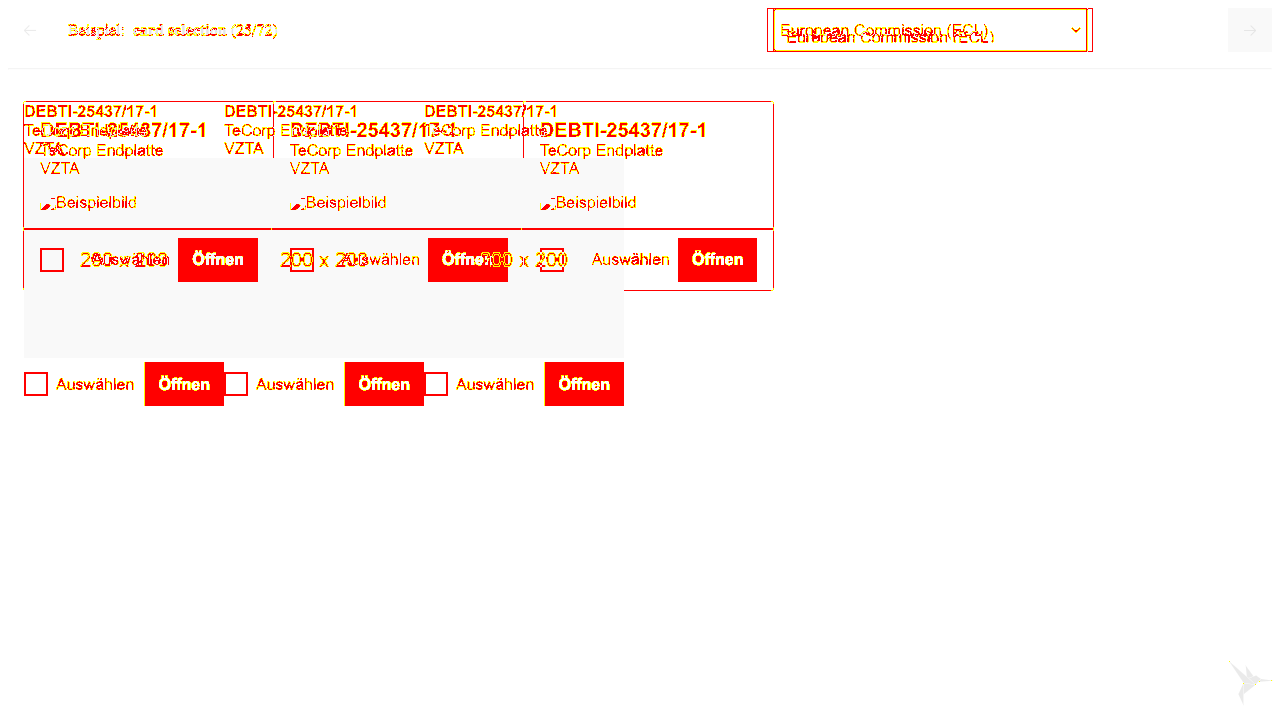 Beispiel: card selection (23/72)
European Commission (ECL)
European Commission (ECL)
DEBTI-25437/17-1
DEBTI-25437/17-1
DEBTI-25437/17-1
TeCorp Endplatte
TeCorp Endplatte
TeCorp Endplatte
DEBTI-25437/17-1
DEBTI-25437/17-1
DEBTI-25437/17-1
VZTA
VZTA
VZTA
TeCorp Endplatte
TeCorp Endplatte
TeCorp Endplatte
VZTA
VZTA
VZTA
Beispielbild
Beispielbild
Beispielbild
200 x 200
Auswählen
Öffnen
200 x 200
Auswählen
Öffnen
200 x 200
Auswählen
Öffnen
Auswählen
Öffnen
Auswählen
Öffnen
Auswählen
Öffnen